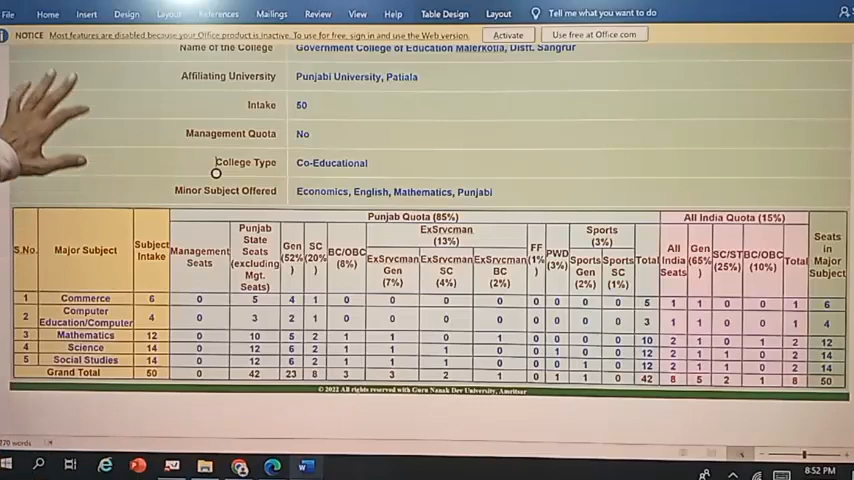 File Home Insert Design Layout References Mailings Review View Help Table Design Layout Tell me what you want to do
NOTICE Most features are disabled because your Office product is inactive. To use for free, sign in and use the Web version. Activate Use free at Office.com
Name of the College Government College of Education Malerkotla, Distt. Sangrur
Affiliating University Punjabi University, Patiala
Intake 50
Management Quota No
College Type Co-Educational
Minor Subject Offered Economics, English, Mathematics, Punjabi
Punjab Quota (85%) All India Quota (15%)
S.No. Major Subject Subject Intake Management Seats Punjab State Seats (excluding Mgt. Seats) Gen (52%) SC (20%) BC/OBC (8%) ExSrvcman (13%) ExSrvcman Gen (7%) ExSrvcman SC (4%) ExSrvcman BC (2%) FF (1%) PWD (3%) Sports (3%) Sports Gen (2%) Sports SC (1%) Total All India Seats Gen (65%) SC/ST (25%) BC/OBC (10%) Total Seats in Major Subject
1 Commerce 6 0 5 4 1 0 0 0 0 0 0 0 0 5 1 1 0 0 1 6
2 Computer Education/Computer 4 0 3 2 1 0 0 0 0 0 0 0 0 3 1 1 0 0 1 4
3 Mathematics 12 0 10 5 2 1 1 0 1 0 0 0 0 10 2 1 0 1 2 12
4 Science 14 0 12 6 2 1 1 1 0 0 1 0 0 12 2 1 1 0 2 14
5 Social Studies 14 0 12 6 2 1 1 1 0 0 0 1 0 12 2 1 1 0 2 14
Grand Total 50 0 42 23 8 3 3 2 1 0 1 1 0 42 8 5 2 1 8 50
© 2022 All rights reserved with Guru Nanak Dev University, Amritsar
270 words
8:52 PM